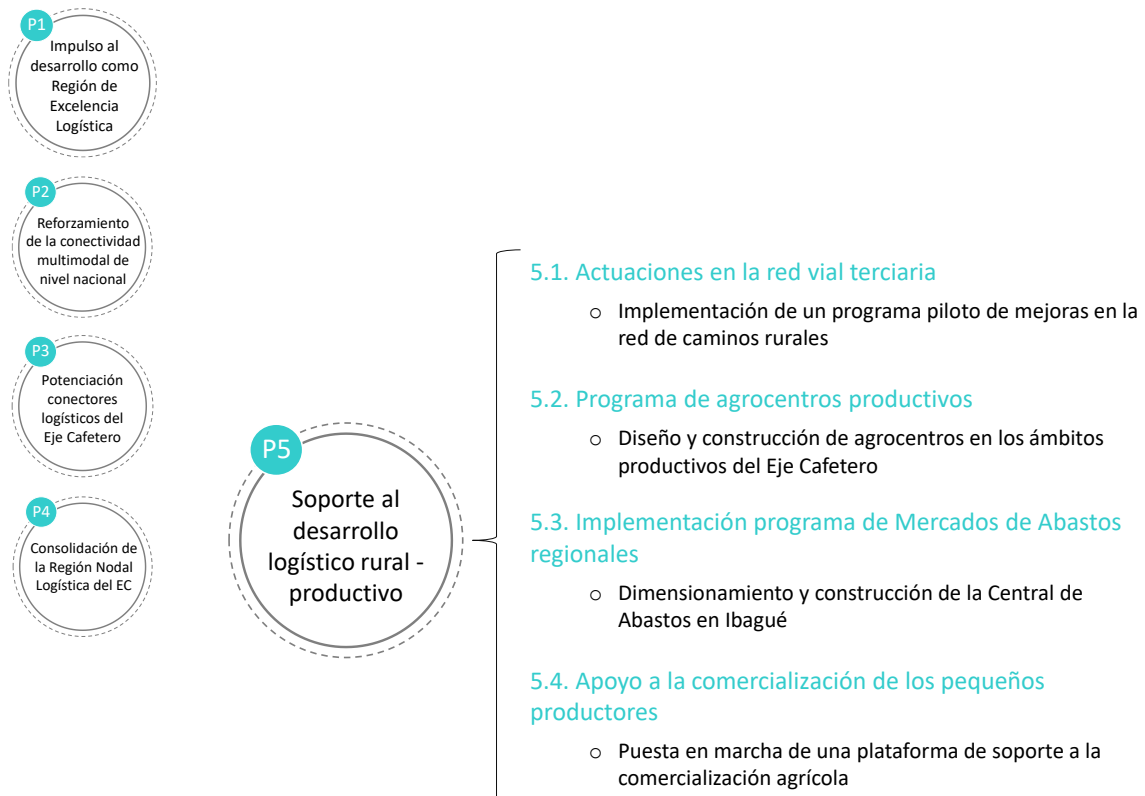 P1
Impulso al
desarrollo como
Región de
Excelencia
Logística
P2
Reforzamiento
de la conectividad
multimodal de
nivel nacional
P3
Potenciación
conectores
logísticos del
Eje Cafetero
P4
Consolidación de
la Región Nodal
Logística del EC
P5
Soporte al
desarrollo
logístico rural -
productivo
5.1. Actuaciones en la red vial terciaria
o Implementación de un programa piloto de mejoras en la
red de caminos rurales
5.2. Programa de agrocentros productivos
o Diseño y construcción de agrocentros en los ámbitos
productivos del Eje Cafetero
5.3. Implementación programa de Mercados de Abastos
regionales
o Dimensionamiento y construcción de la Central de
Abastos en Ibagué
5.4. Apoyo a la comercialización de los pequeños
productores
o Puesta en marcha de una plataforma de soporte a la
comercialización agrícola